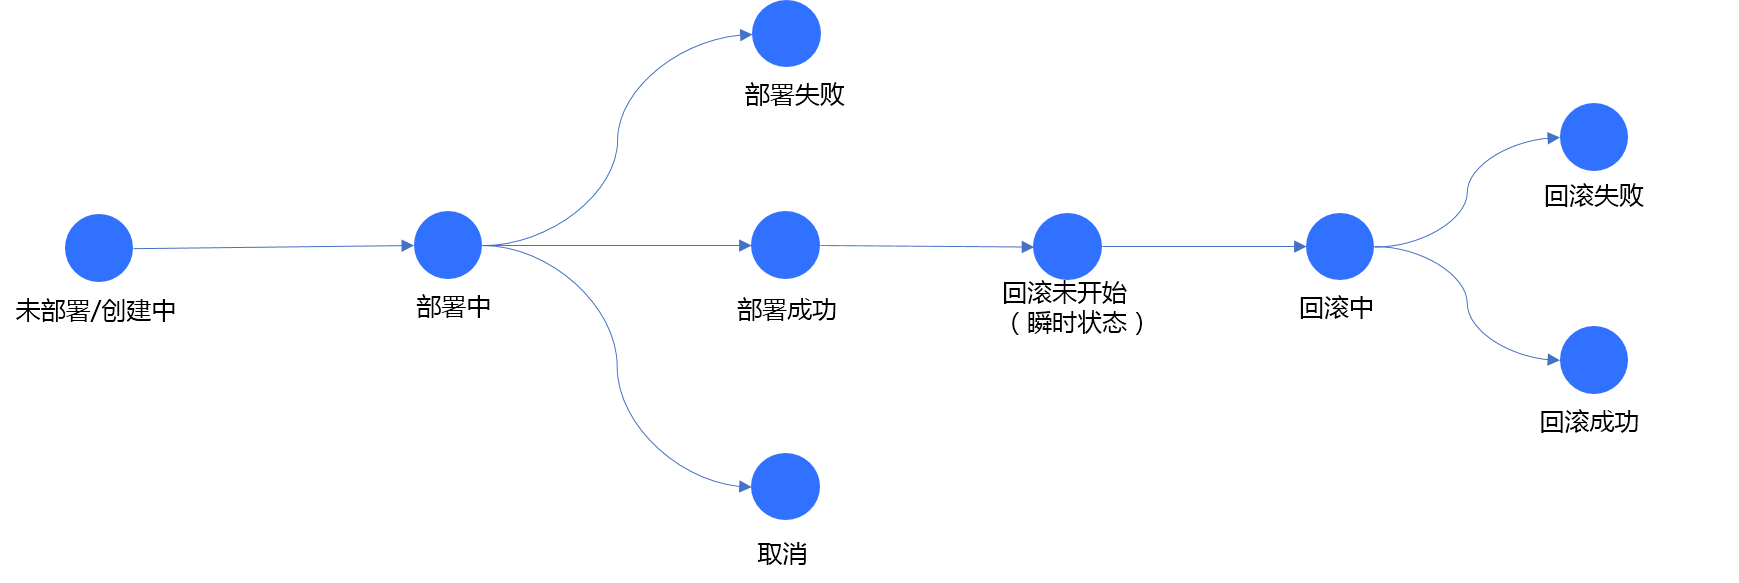 部署失败
回滚失败
未部署/创建中
部署中
部署成功
回滚未开始
（瞬时状态）
回滚中
回滚成功
取消